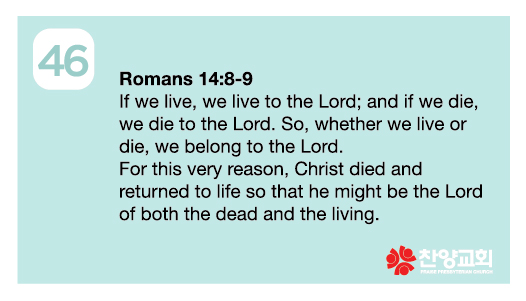 46
Romans 14:8-9
If we live, we live to the Lord; and if we die,
we die to the Lord. So, whether we live or
die, we belong to the Lord.
For this very reason, Christ died and
returned to life so that he might be the Lord
of both the dead and the living.
찬양교회
PRAISE PRESBYTERIAN CHURCH